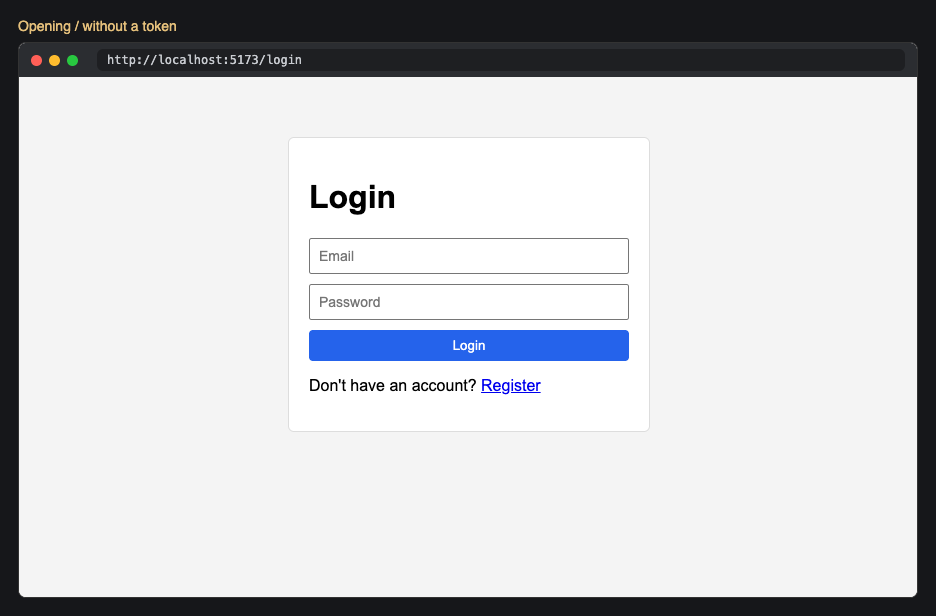 Opening / without a token
http://localhost:5173/login
Login
Email
Password
Login
Don't have an account? Register